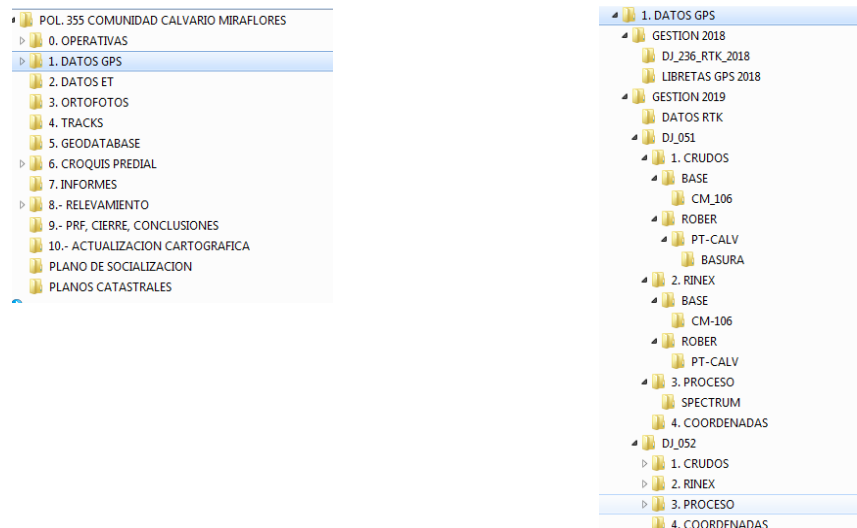 POL. 355 COMUNIDAD CALVARIO MIRAFLORES
0. OPERATIVAS
1. DATOS GPS
2. DATOS ET
3. ORTOFOTOS
4. TRACKS
5. GEODATABASE
6. CROQUIS PREDIAL
7. INFORMES
8.- RELEVAMIENTO
9.- PRF, CIERRE, CONCLUSIONES
10.- ACTUALIZACION CARTOGRAFICA
PLANO DE SOCIALIZACION
PLANOS CATASTRALES
1. DATOS GPS
GESTION 2018
DJ_236_RTK_2018
LIBRETAS GPS 2018
GESTION 2019
DATOS RTK
DJ_051
1. CRUDOS
BASE
CM_106
ROBER
PT-CALV
BASURA
2. RINEX
BASE
CM-106
ROBER
PT-CALV
3. PROCESO
SPECTRUM
4. COORDENADAS
DJ_052
1. CRUDOS
2. RINEX
3. PROCESO
4. COORDENADAS